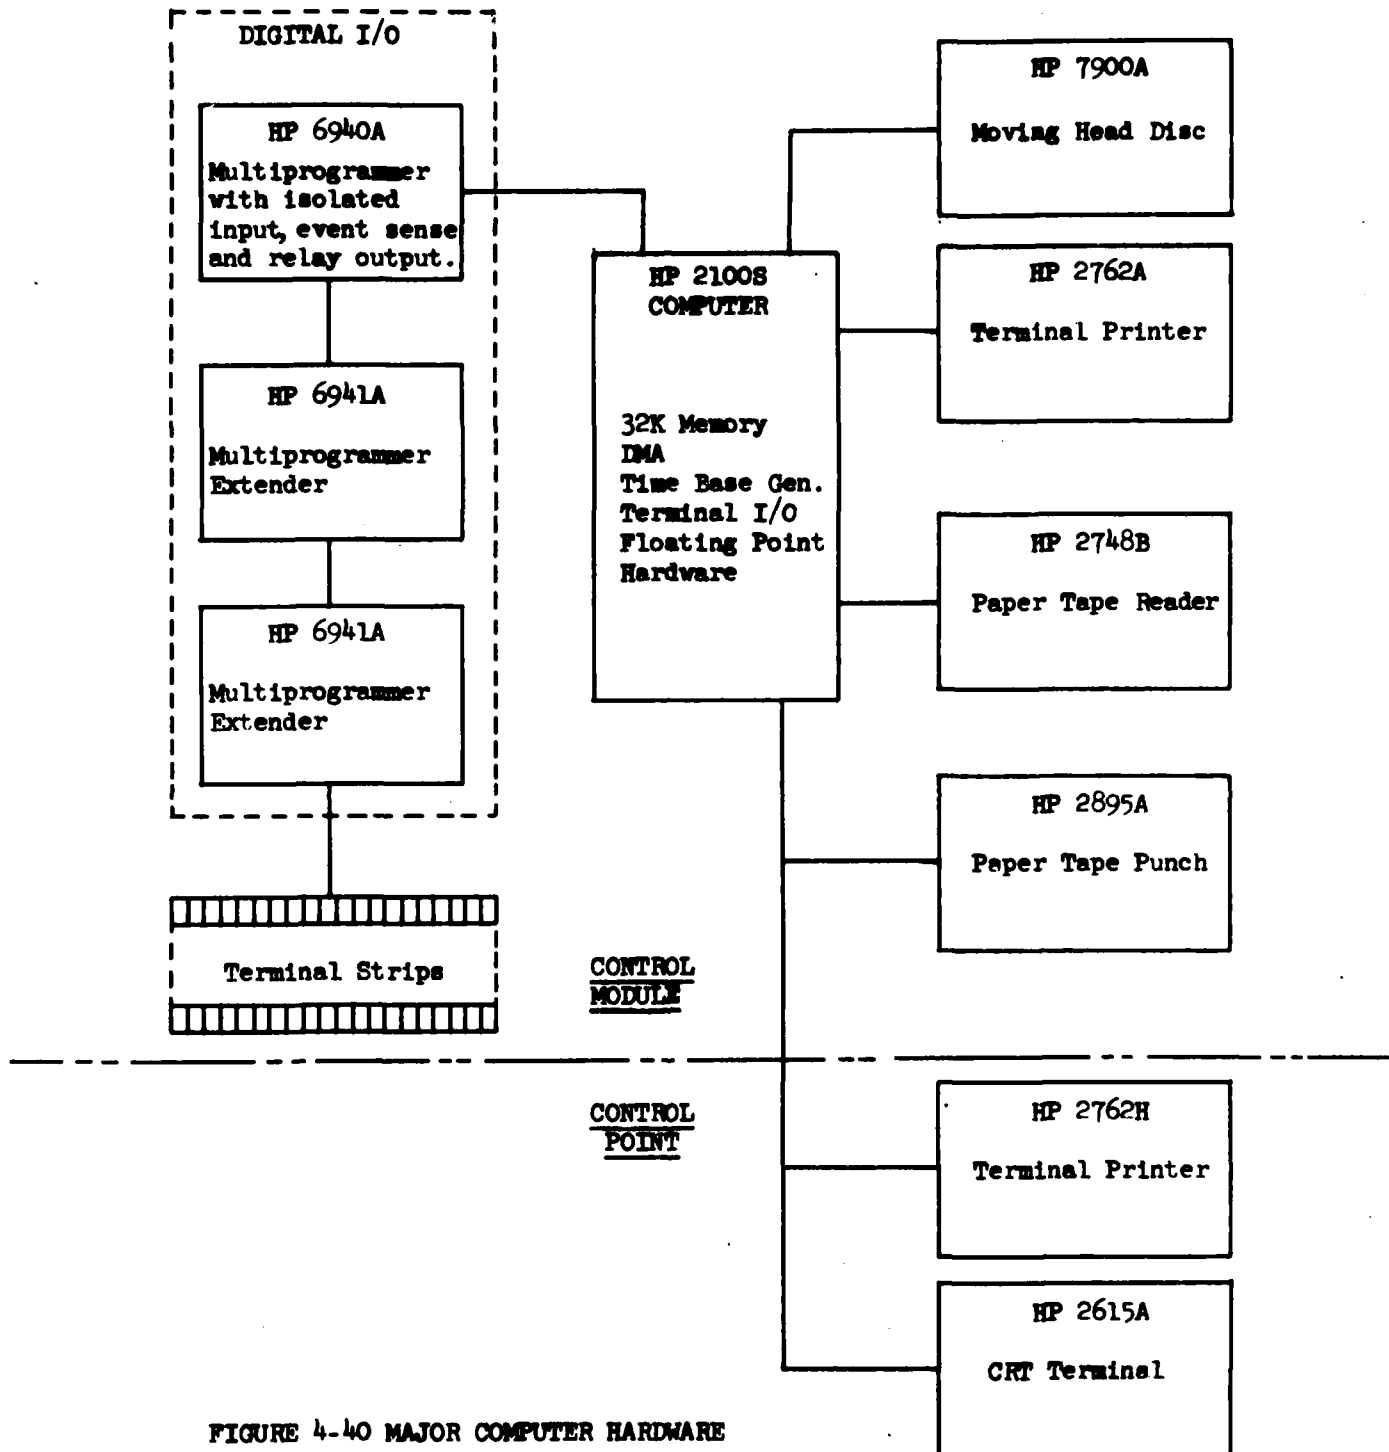 DIGITAL I/O
HP 6940A
Multiprogrammer
with isolated
input, event sense
and relay output.
HP 6941A
Multiprogrammer
Extender
HP 6941A
Multiprogrammer
Extender
Terminal Strips
HP 2100S
COMPUTER
32K Memory
DMA
Time Base Gen.
Terminal I/O
Floating Point
Hardware
HP 7900A
Moving Head Disc
HP 2762A
Terminal Printer
HP 2748B
Paper Tape Reader
HP 2895A
Paper Tape Punch
CONTROL
MODULE
CONTROL
POINT
HP 2762H
Terminal Printer
HP 2615A
CRT Terminal
FIGURE 4-40 MAJOR COMPUTER HARDWARE